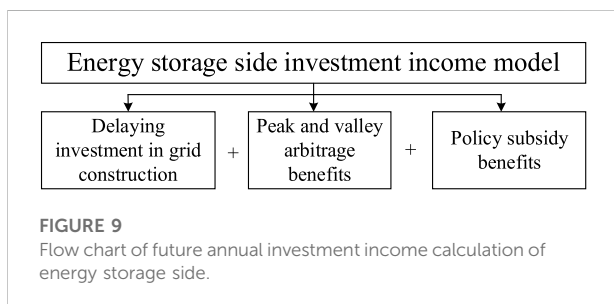 Energy storage side investment income model
Delaying
investment in grid
construction
+
Peak and valley
arbitrage
benefits
+
Policy subsidy
benefits
FIGURE 9
Flow chart of future annual investment income calculation of
energy storage side.